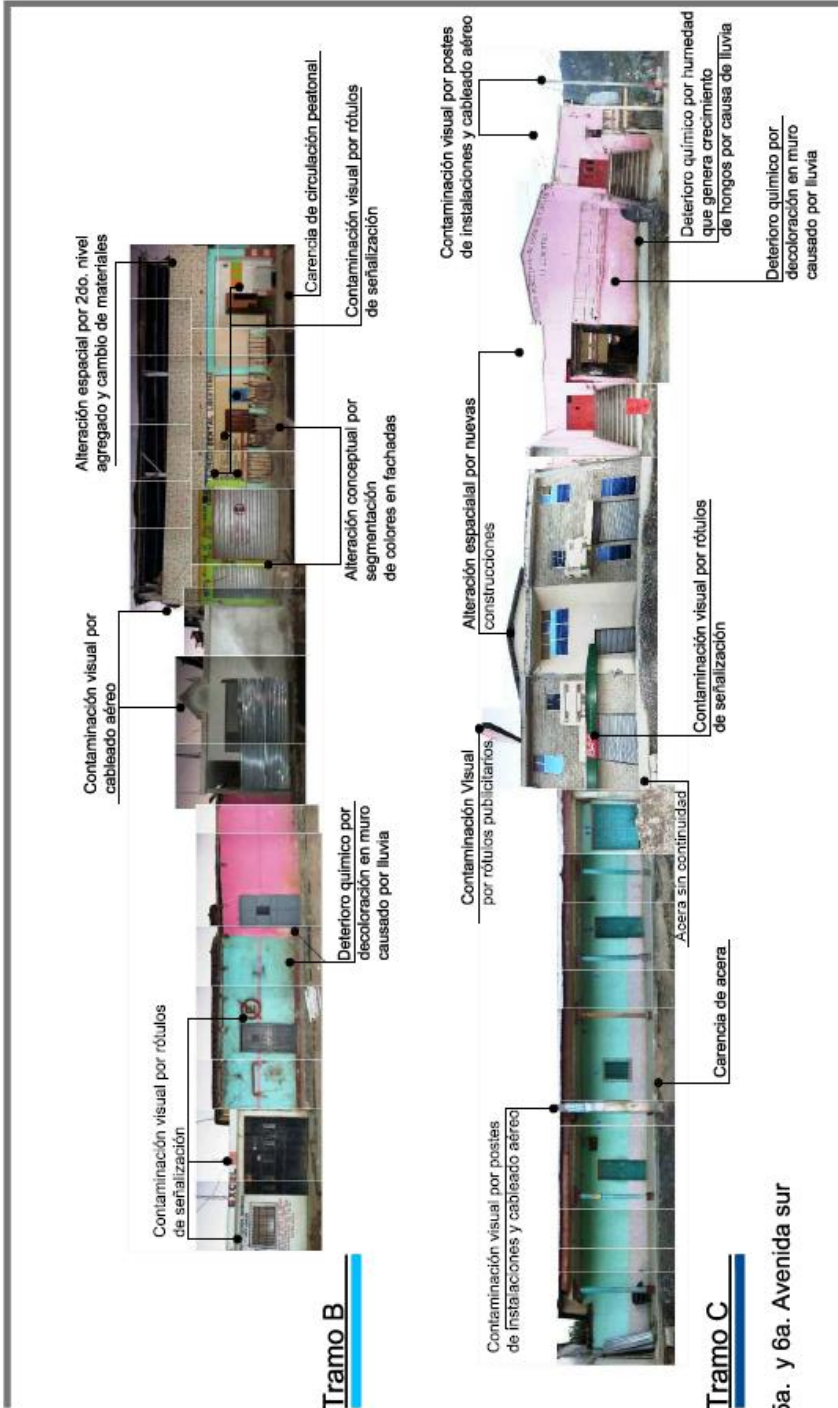 Tramo B
Contaminación visual por rótulos
de señalización
Contaminación visual por
cableado aéreo
Alteración espacial por 2do. nivel
agregado y cambio de materiales
EXCEL
Deterioro químico por
decoloración en muro
causado por lluvia
Alteración conceptual por
segmentación
de colores en fachadas
Contaminación visual por rótulos
de señalización
Carencia de circulación peatonal
Tramo C
Contaminación visual por postes
de instalaciones y cableado aéreo
Contaminación Visual
por rótulos publicitarios
Alteración espacialal por nuevas
construcciones
Contaminación visual por postes
de instalaciones y cableado aéreo
Carencia de acera
Acera sin continuidad
Contaminación visual por rótulos
de señalización
Deterioro químico por
decoloración en muro
causado por lluvia
Deterioro químico por humedad
que genera crecimiento
de hongos por causa de lluvia
y 6a. Avenida sur